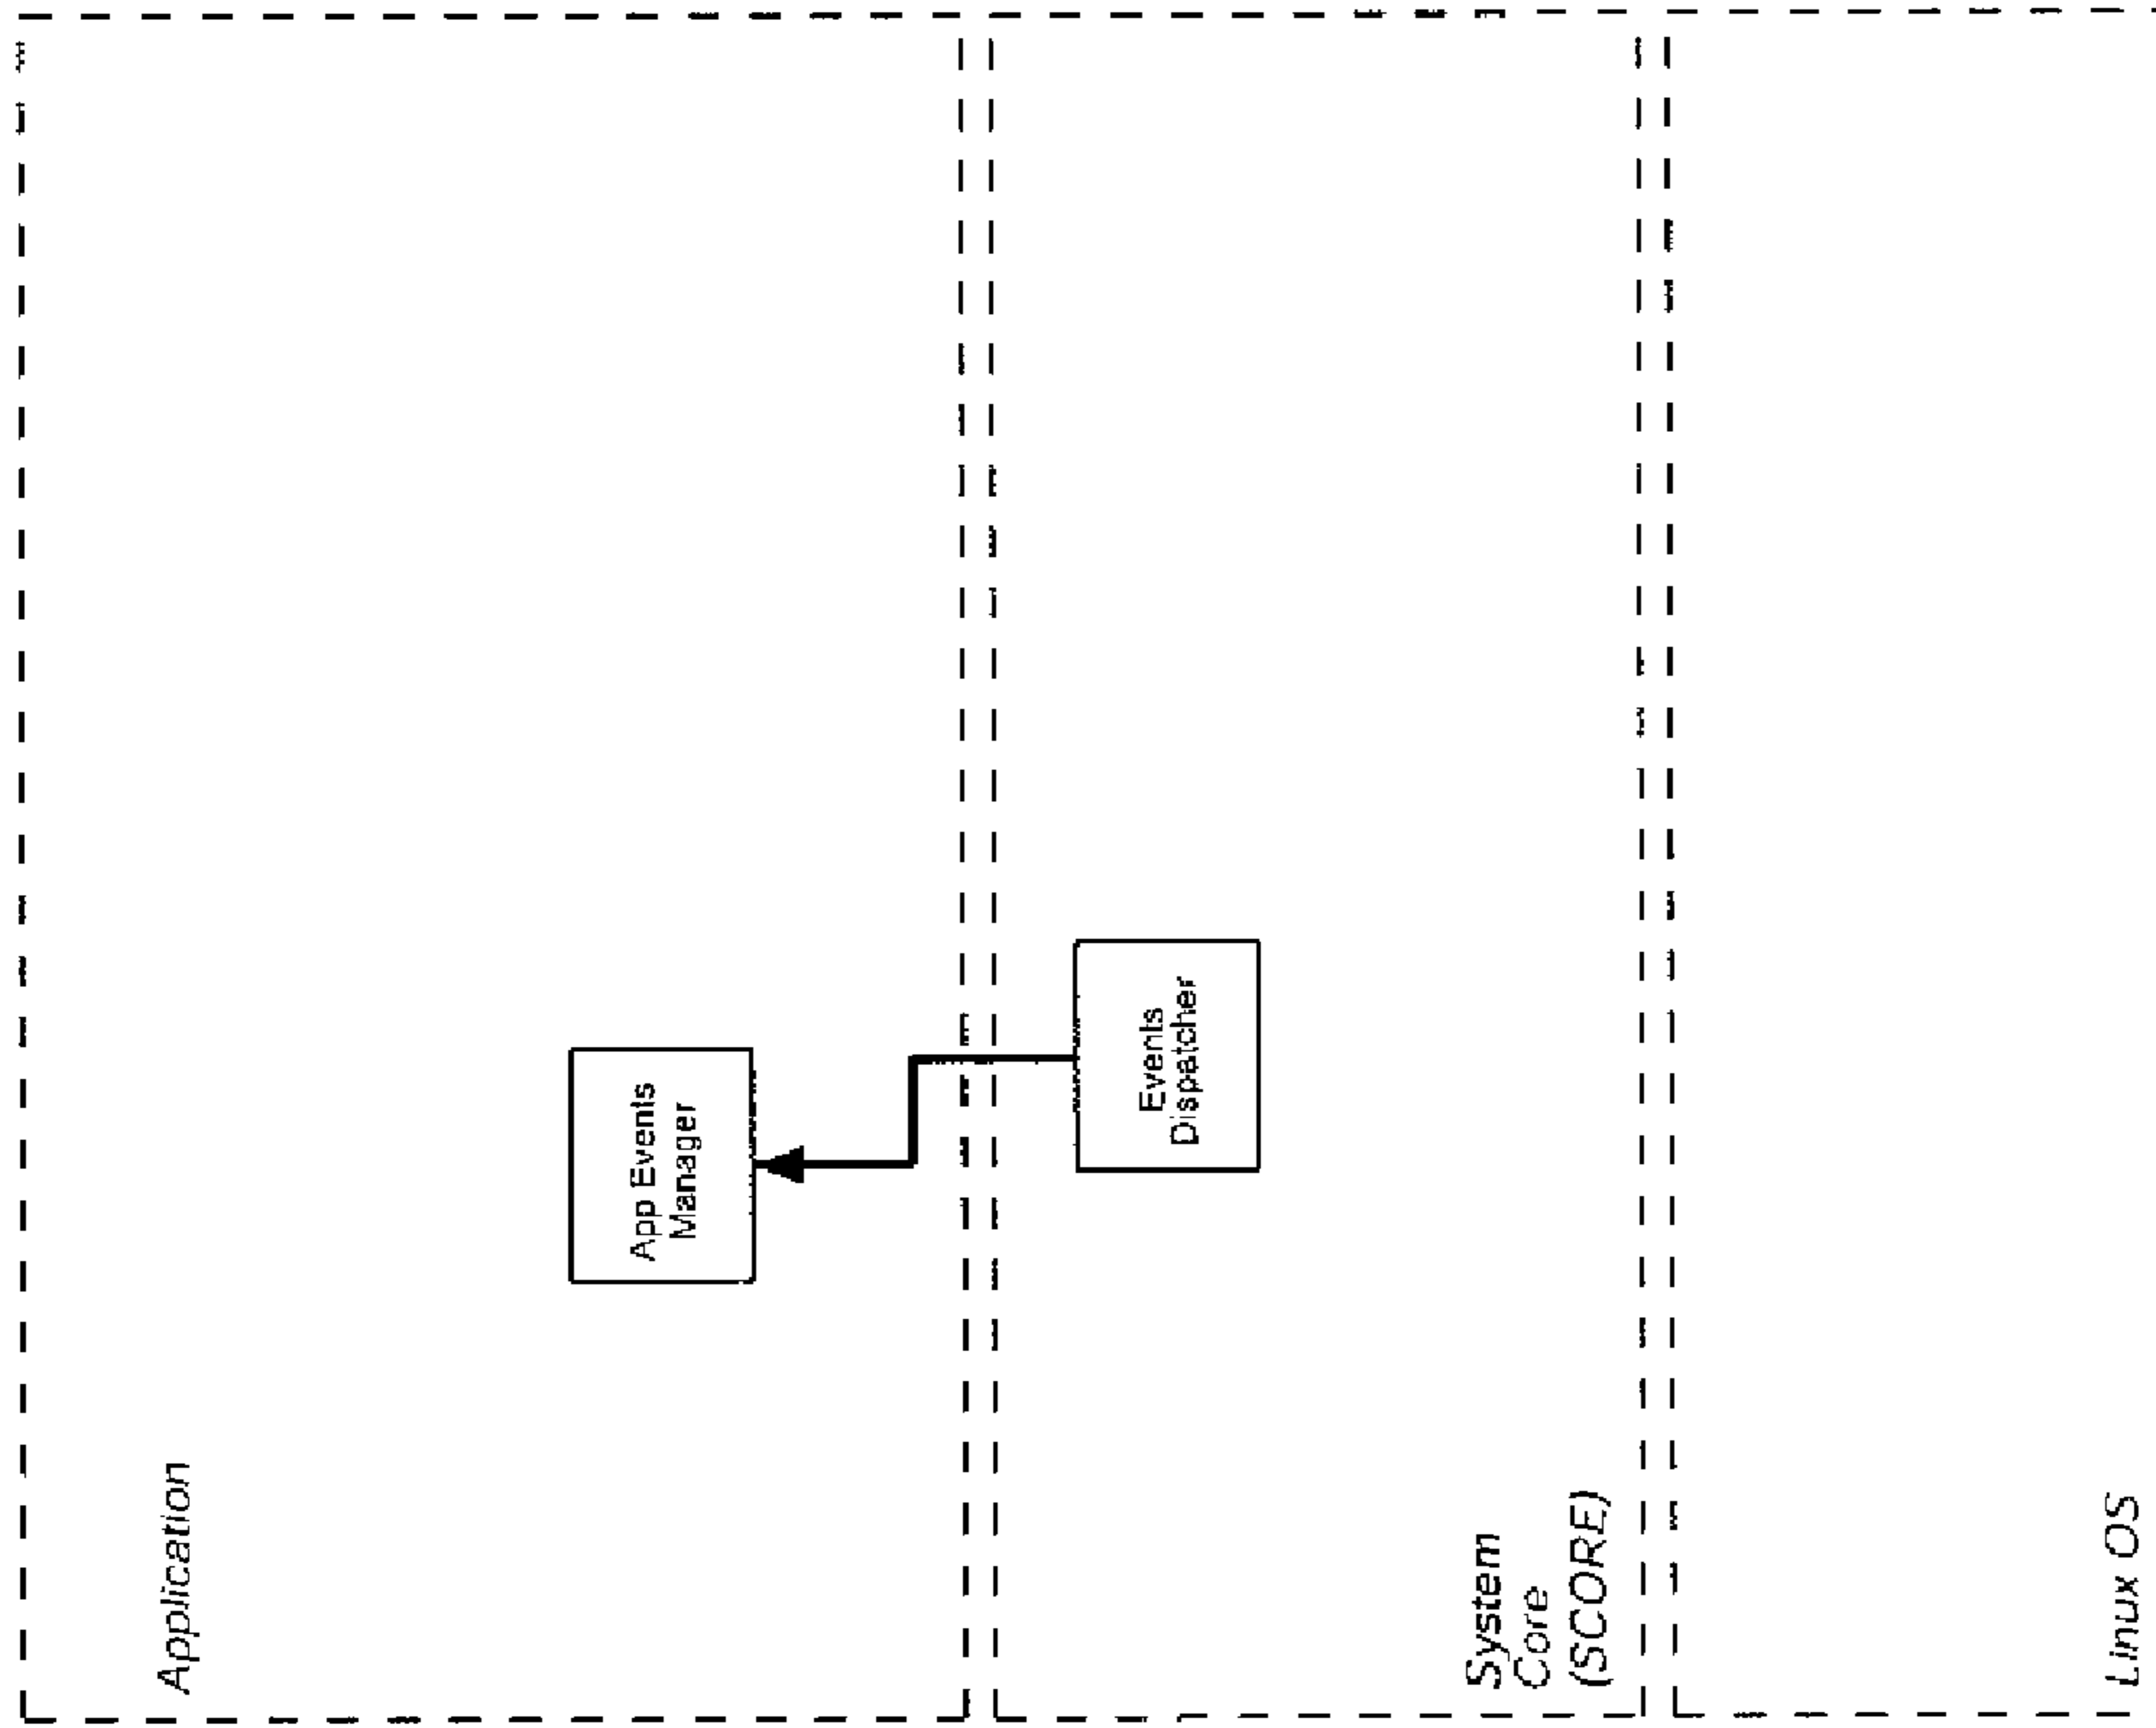 Application
App Events
Manager
Events
Dispatcher
System
Core
(SCORE)
Linux OS